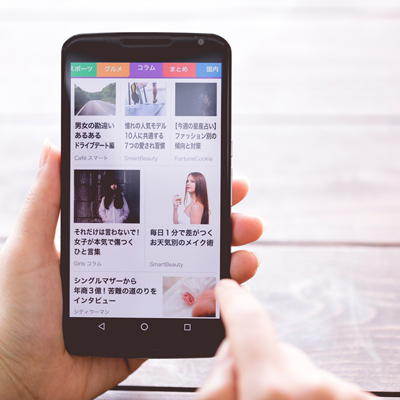 スポーツ グルメ コラム まとめ 国内
男女の勘違い
あるある
ドライブデート編
Café スマート
憧れの人気モデル
10人に共通する
7つの愛され習慣
SmartBeauty
【今週の星座占い】
ファッション別の
傾向と対策
FortuneCookie
それだけは言わないで!
女子が本気で傷つく
ひと言集
Girls コラム
毎日1分で差がつく
お天気別のメイク術
SmartBeauty
シングルマザーから
年商3億!苦難の道のりを
インタビュー
シティウーマン